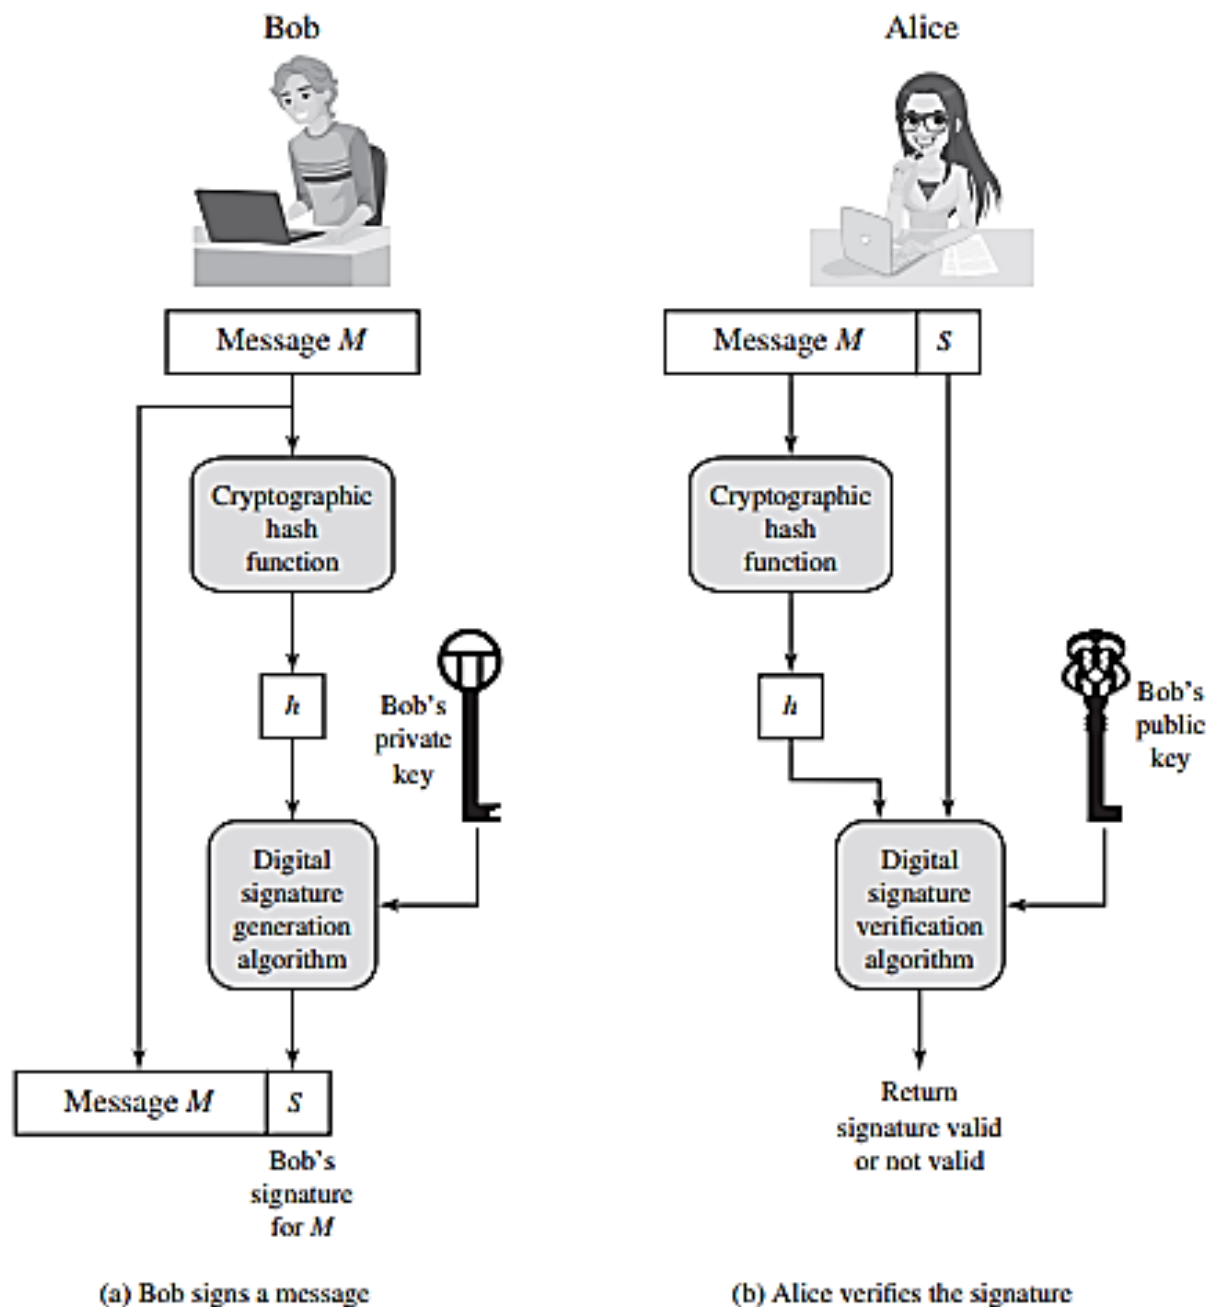 Bob
Message M
Cryptographic
hash
function
h
Bob's
private
key
Digital
signature
generation
algorithm
Message M
S
Bob's
signature
for M
(a) Bob signs a message
Alice
Message M
S
Cryptographic
hash
function
h
Bob's
public
key
Digital
signature
verification
algorithm
Return
signature valid
or not valid
(b) Alice verifies the signature